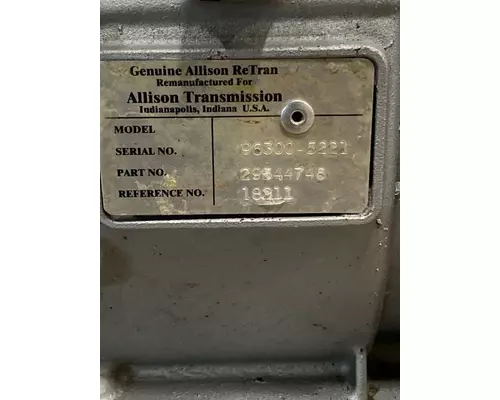 Genuine Allison ReTran
Remanufactured For
Allison Transmission
Indianapolis, Indiana U.S.A.
MODEL
SERIAL NO. 96300-5221
PART NO. 29544748
REFERENCE NO. 18211